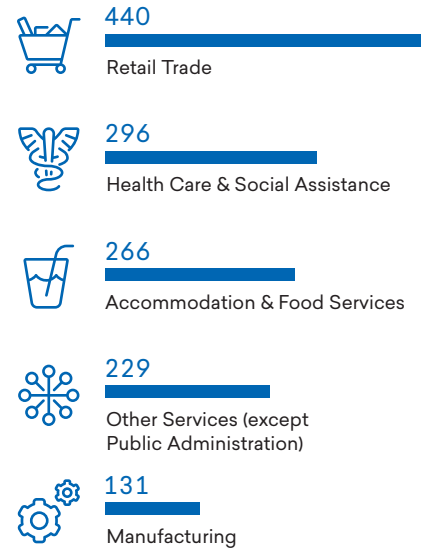 440
Retail Trade
296
Health Care & Social Assistance
266
Accommodation & Food Services
229
Other Services (except
Public Administration)
131
Manufacturing